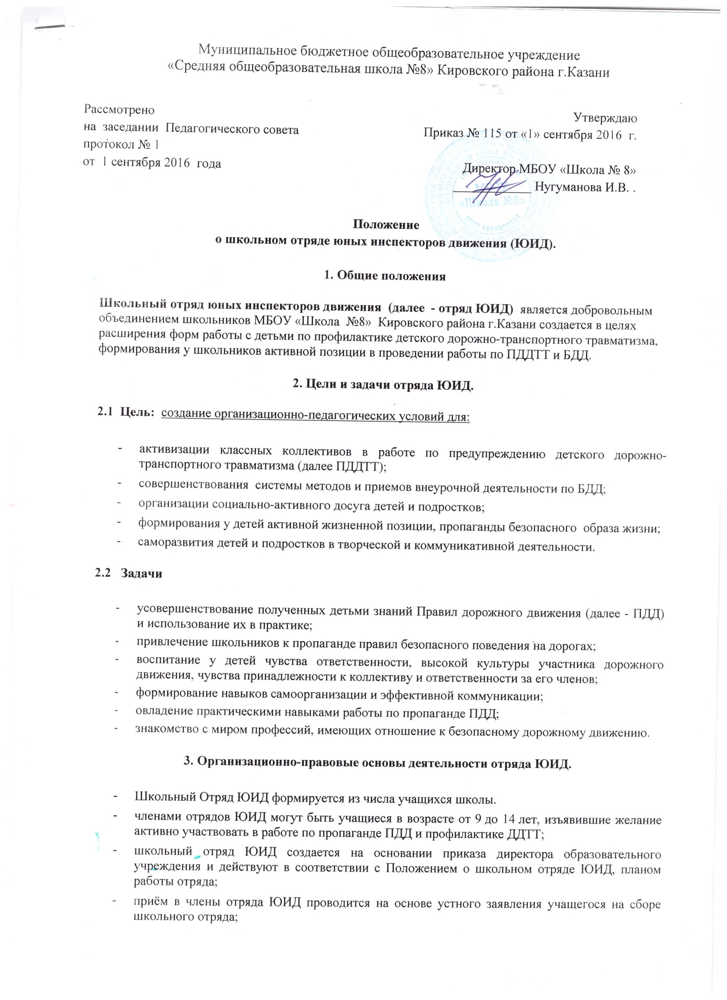 Муниципальное бюджетное общеобразовательное учреждение
«Средняя общеобразовательная школа №8» Кировского района г.Казани
Рассмотрено
на заседании Педагогического совета
протокол № 1
от 1 сентября 2016 года
Утверждаю
Приказ № 115 от «1» сентября 2016 г.
Директор МБОУ «Школа № 8»
Нугуманова И.В. .
МБОУ
«Школа №8»
Положение
о школьном отряде юных инспекторов движения (ЮИД).
1. Общие положения
Школьный отряд юных инспекторов движения (далее - отряд ЮИД) является добровольным
объединением школьников МБОУ «Школа №8» Кировского района г.Казани создается в целях
расширения форм работы с детьми по профилактике детского дорожно-транспортного травматизма,
формирования у школьников активной позиции в проведении работы по ПДДТТ и БДД.
2. Цели и задачи отряда ЮИД.
2.1 Цель: создание организационно-педагогических условий для:
- активизации классных коллективов в работе по предупреждению детского дорожно-
транспортного травматизма (далее ПДДТТ);
- совершенствования системы методов и приемов внеурочной деятельности по БДД;
- организации социально-активного досуга детей и подростков;
- формирования у детей активной жизненной позиции, пропаганды безопасного образа жизни;
- саморазвития детей и подростков в творческой и коммуникативной деятельности.
2.2 Задачи
- усовершенствование полученных детьми знаний Правил дорожного движения (далее - ПДД)
и использование их в практике;
- привлечение школьников к пропаганде правил безопасного поведения на дорогах;
- воспитание у детей чувства ответственности, высокой культуры участника дорожного
движения, чувства принадлежности к коллективу и ответственности за его членов;
- формирование навыков самоорганизации и эффективной коммуникации;
- овладение практическими навыками работы по пропаганде ПДД;
- знакомство с миром профессий, имеющих отношение к безопасному дорожному движению.
3. Организационно-правовые основы деятельности отряда ЮИД.
- Школьный Отряд ЮИД формируется из числа учащихся школы.
- членами отрядов ЮИД могут быть учащиеся в возрасте от 9 до 14 лет, изъявившие желание
активно участвовать в работе по пропаганде ПДД и профилактике ДДТТ;
- школьный отряд ЮИД создается на основании приказа директора образовательного
учреждения и действуют в соответствии с Положением о школьном отряде ЮИД, планом
работы отряда;
- приём в члены отряда ЮИД проводится на основе устного заявления учащегося на сборе
школьного отряда;